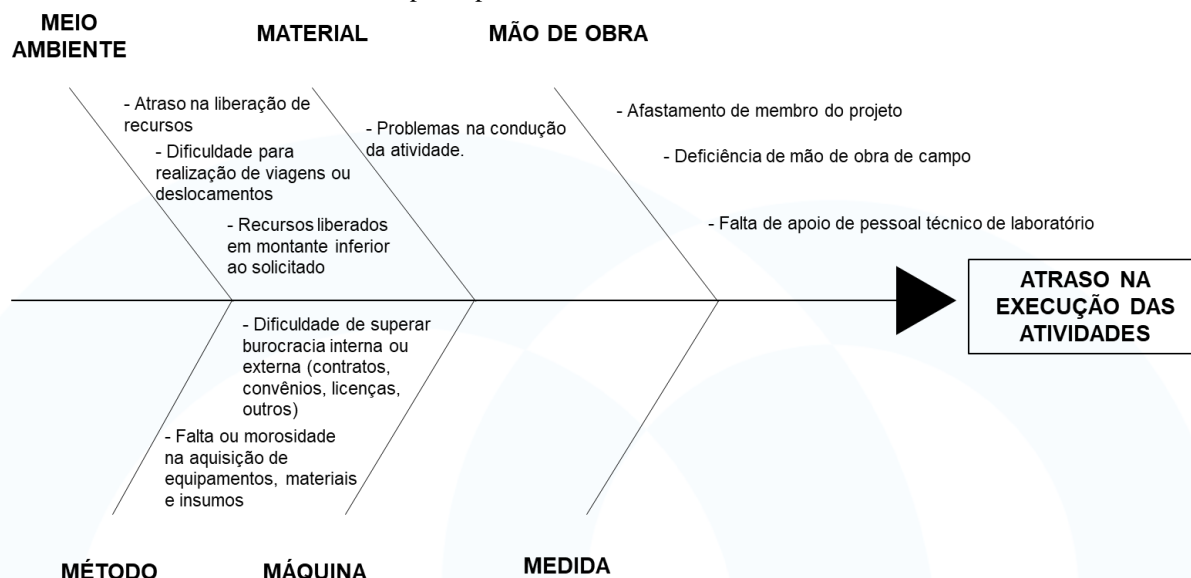 MEIO
AMBIENTE
MATERIAL
MÃO DE OBRA
- Atraso na liberação de
recursos
- Dificuldade para
realização de viagens ou
deslocamentos
- Recursos liberados
em montante inferior
ao solicitado
- Problemas na condução
da atividade.
- Afastamento de membro do projeto
- Deficiência de mão de obra de campo
- Falta de apoio de pessoal técnico de laboratório
ATRASO NA
EXECUÇÃO DAS
ATIVIDADES
- Dificuldade de superar
burocracia interna ou
externa (contratos,
convênios, licenças,
outros)
- Falta ou morosidade
na aquisição de
equipamentos, materiais
e insumos
MÉTODO
MÁQUINA
MEDIDA